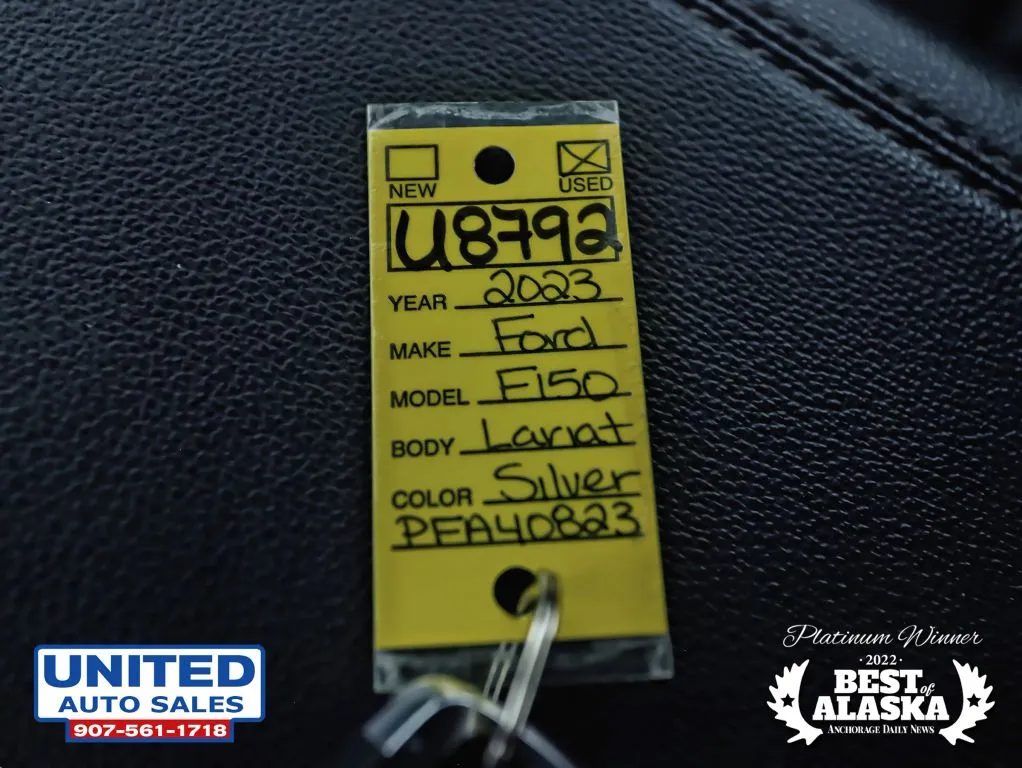 NEW
USED
U8792
YEAR 2023
MAKE Ford
MODEL F150
BODY Lariat
COLOR Silver
PFA40823
UNITED
AUTO SALES
907-561-1718
Platinum Winner
·2022·
BEST of
ALASKA
ANCHORAGE DAILY NEWS